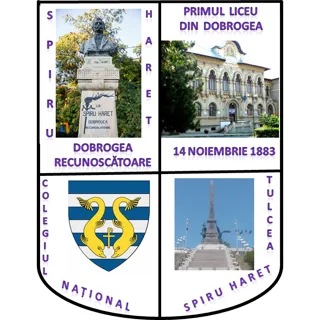 SPIRU
HARET
LUI
SPIRU HARET
DOBROGEA
RECUNOSCĂTOARE
DOBROGEA
RECUNOSCĂTOARE
PRIMUL LICEU
DIN DOBROGEA
14 NOIEMBRIE 1883
COLEGIUL
NAȚIONAL
SPIRU HARET
TULCEA